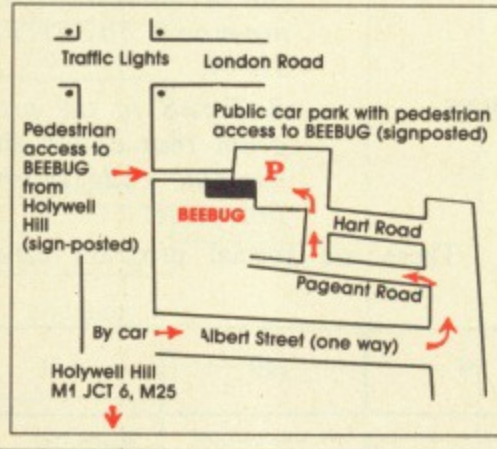 Traffic Lights
London Road
Public car park with pedestrian
access to BEEBUG (signposted)
Pedestrian
access to
BEEBUG
from
Holywell
Hill
(sign-posted)
P
BEEBUG
Hart Road
Pageant Road
By car
Albert Street (one way)
Holywell Hill
M1 JCT 6, M25